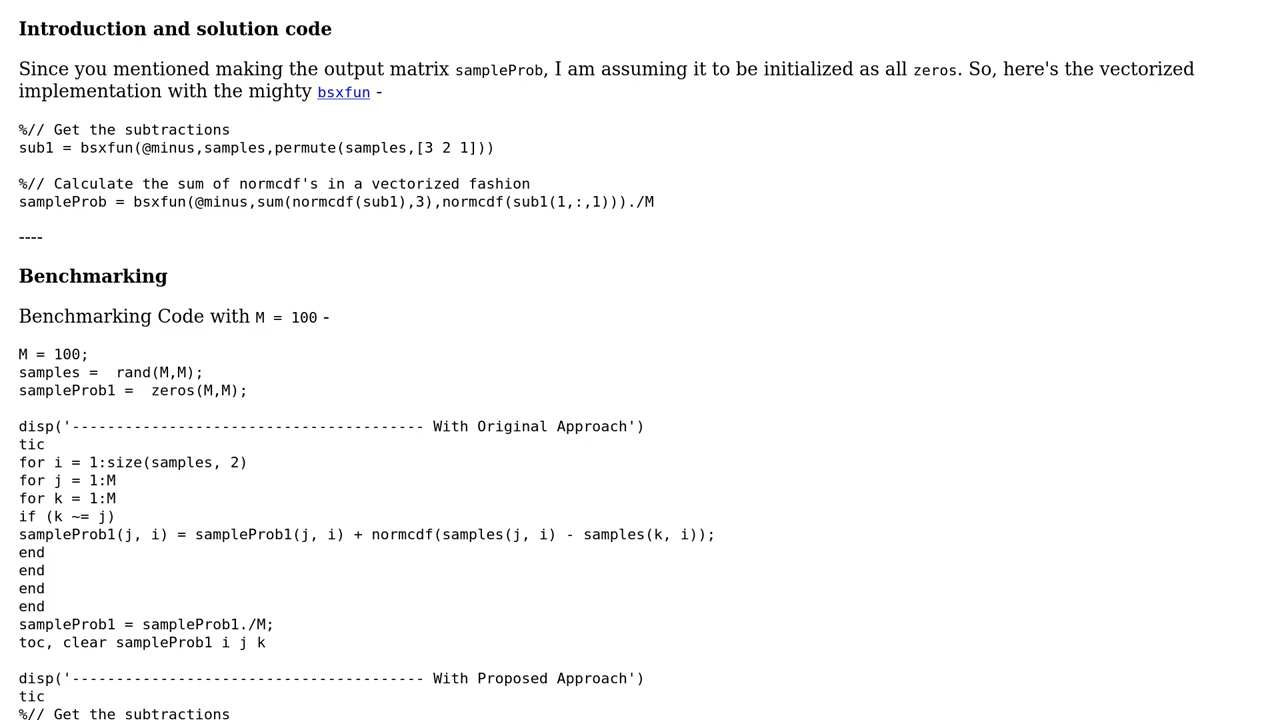 Introduction and solution code
Since you mentioned making the output matrix sampleProb, I am assuming it to be initialized as all zeros. So, here's the vectorized
implementation with the mighty bsxfun -
%// Get the subtractions
sub1 = bsxfun(@minus,samples,permute(samples,[3 2 1]))
%// Calculate the sum of normcdf's in a vectorized fashion
sampleProb = bsxfun(@minus,sum(normcdf(sub1),3),normcdf(sub1(1,:,1)))./M
----
Benchmarking
Benchmarking Code with M = 100 -
M = 100;
samples =  rand(M,M);
sampleProb1 =  zeros(M,M);
disp('---------------------------------------- With Original Approach')
tic
for i = 1:size(samples, 2)
for j = 1:M
for k = 1:M
if (k ~= j)
sampleProb1(j, i) = sampleProb1(j, i) + normcdf(samples(j, i) - samples(k, i));
end
end
end
end
sampleProb1 = sampleProb1./M;
toc, clear sampleProb1 i j k
disp('---------------------------------------- With Proposed Approach')
tic
%// Get the subtractions